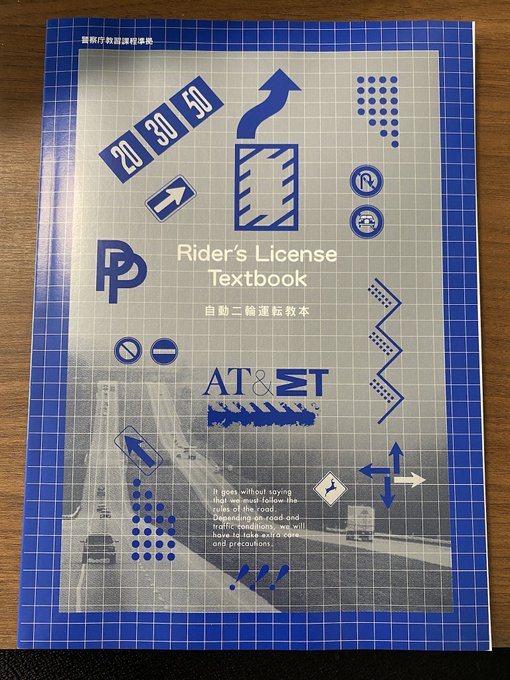 警察庁教習課程準拠
20 30 50
Rider's License
Textbook
自動二輪運転教本
PP
AT&MT
It goes without saying
that we must follow the
rules of the road.
Depending on road and
traffic conditions, we will
have to take extra care
and precautions.
!!!